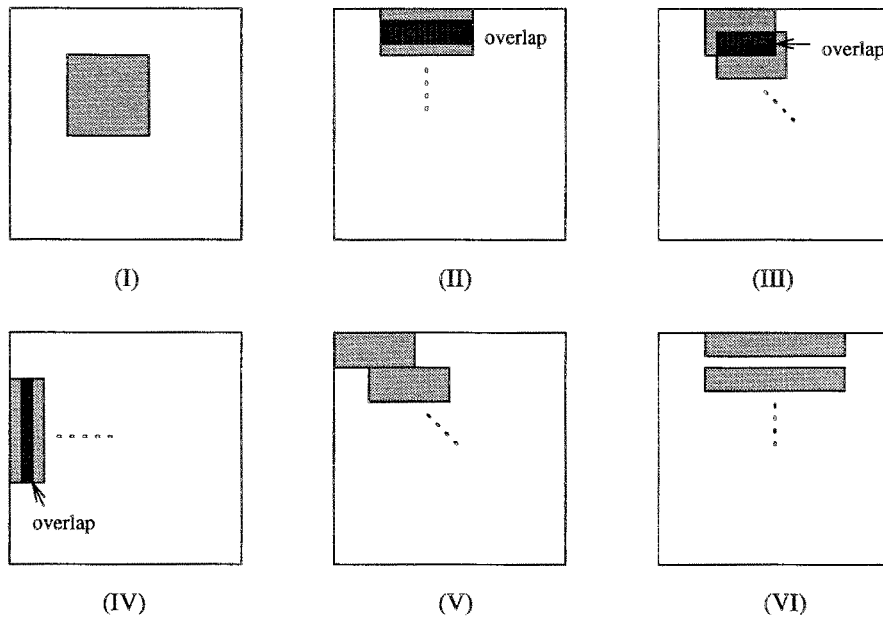 overlap
overlap
(I)
(II)
(III)
overlap
(IV)
(V)
(VI)